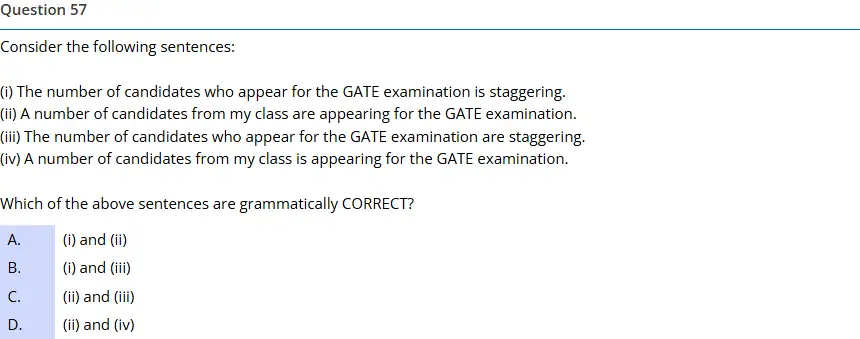 Question 57
Consider the following sentences:
(i) The number of candidates who appear for the GATE examination is staggering.
(ii) A number of candidates from my class are appearing for the GATE examination.
(iii) The number of candidates who appear for the GATE examination are staggering.
(iv) A number of candidates from my class is appearing for the GATE examination.
Which of the above sentences are grammatically CORRECT?
A. (i) and (ii)
B. (i) and (iii)
C. (ii) and (iii)
D. (ii) and (iv)